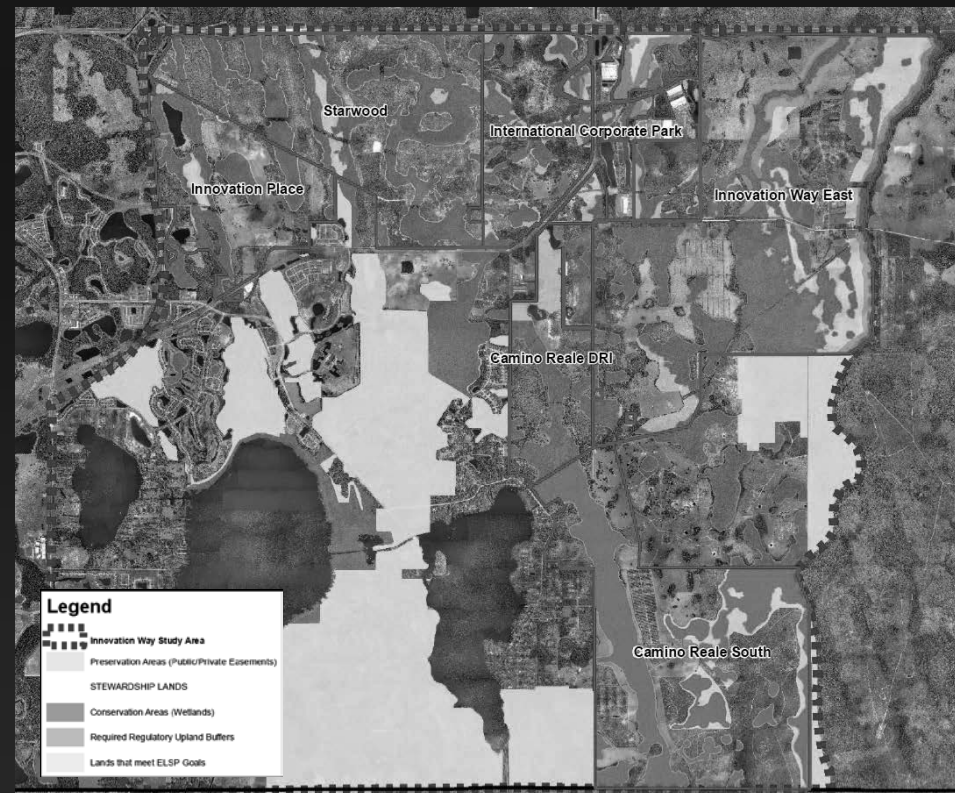 Starwood
International Corporate Park
Innovation Place
Innovation Way East
Camino Reale DRI
Camino Reale South
Legend
Innovation Way Study Area
Preservation Areas (Public/Private Easements)
STEWARDSHIP LANDS
Conservation Areas (Wetlands)
Required Regulatory Upland Buffers
Lands that meet ELSP Goals